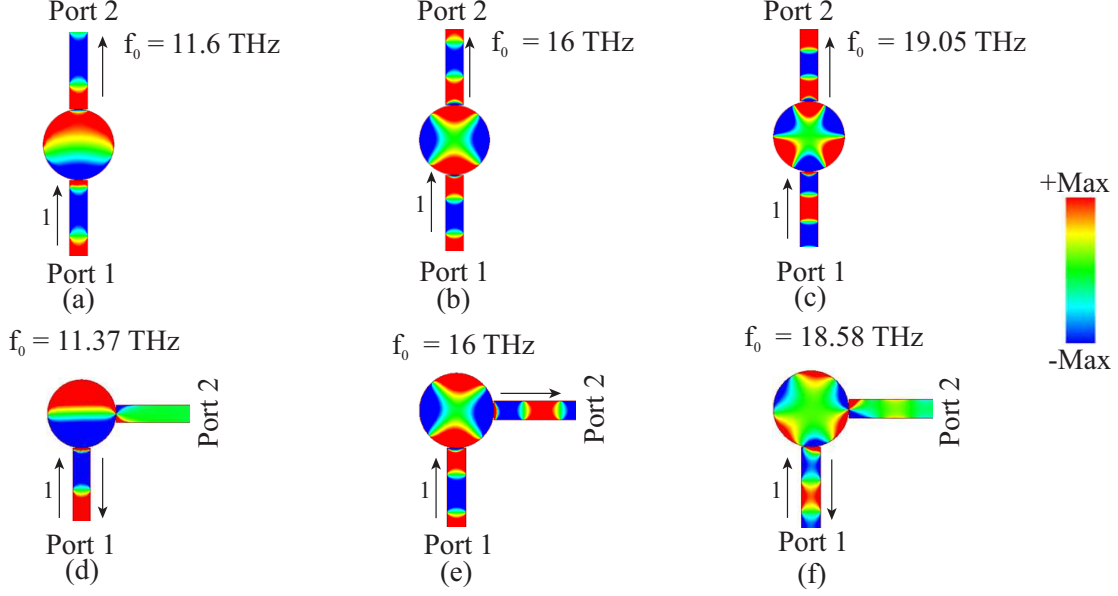 Port 2
f₀ = 11.6 THz
1
Port 1
(a)
Port 2
f₀ = 16 THz
1
Port 1
(b)
Port 2
f₀ = 19.05 THz
1
Port 1
(c)
+Max
-Max
f₀ = 11.37 THz
Port 2
1
Port 1
(d)
f₀ = 16 THz
Port 2
1
Port 1
(e)
f₀ = 18.58 THz
Port 2
1
Port 1
(f)